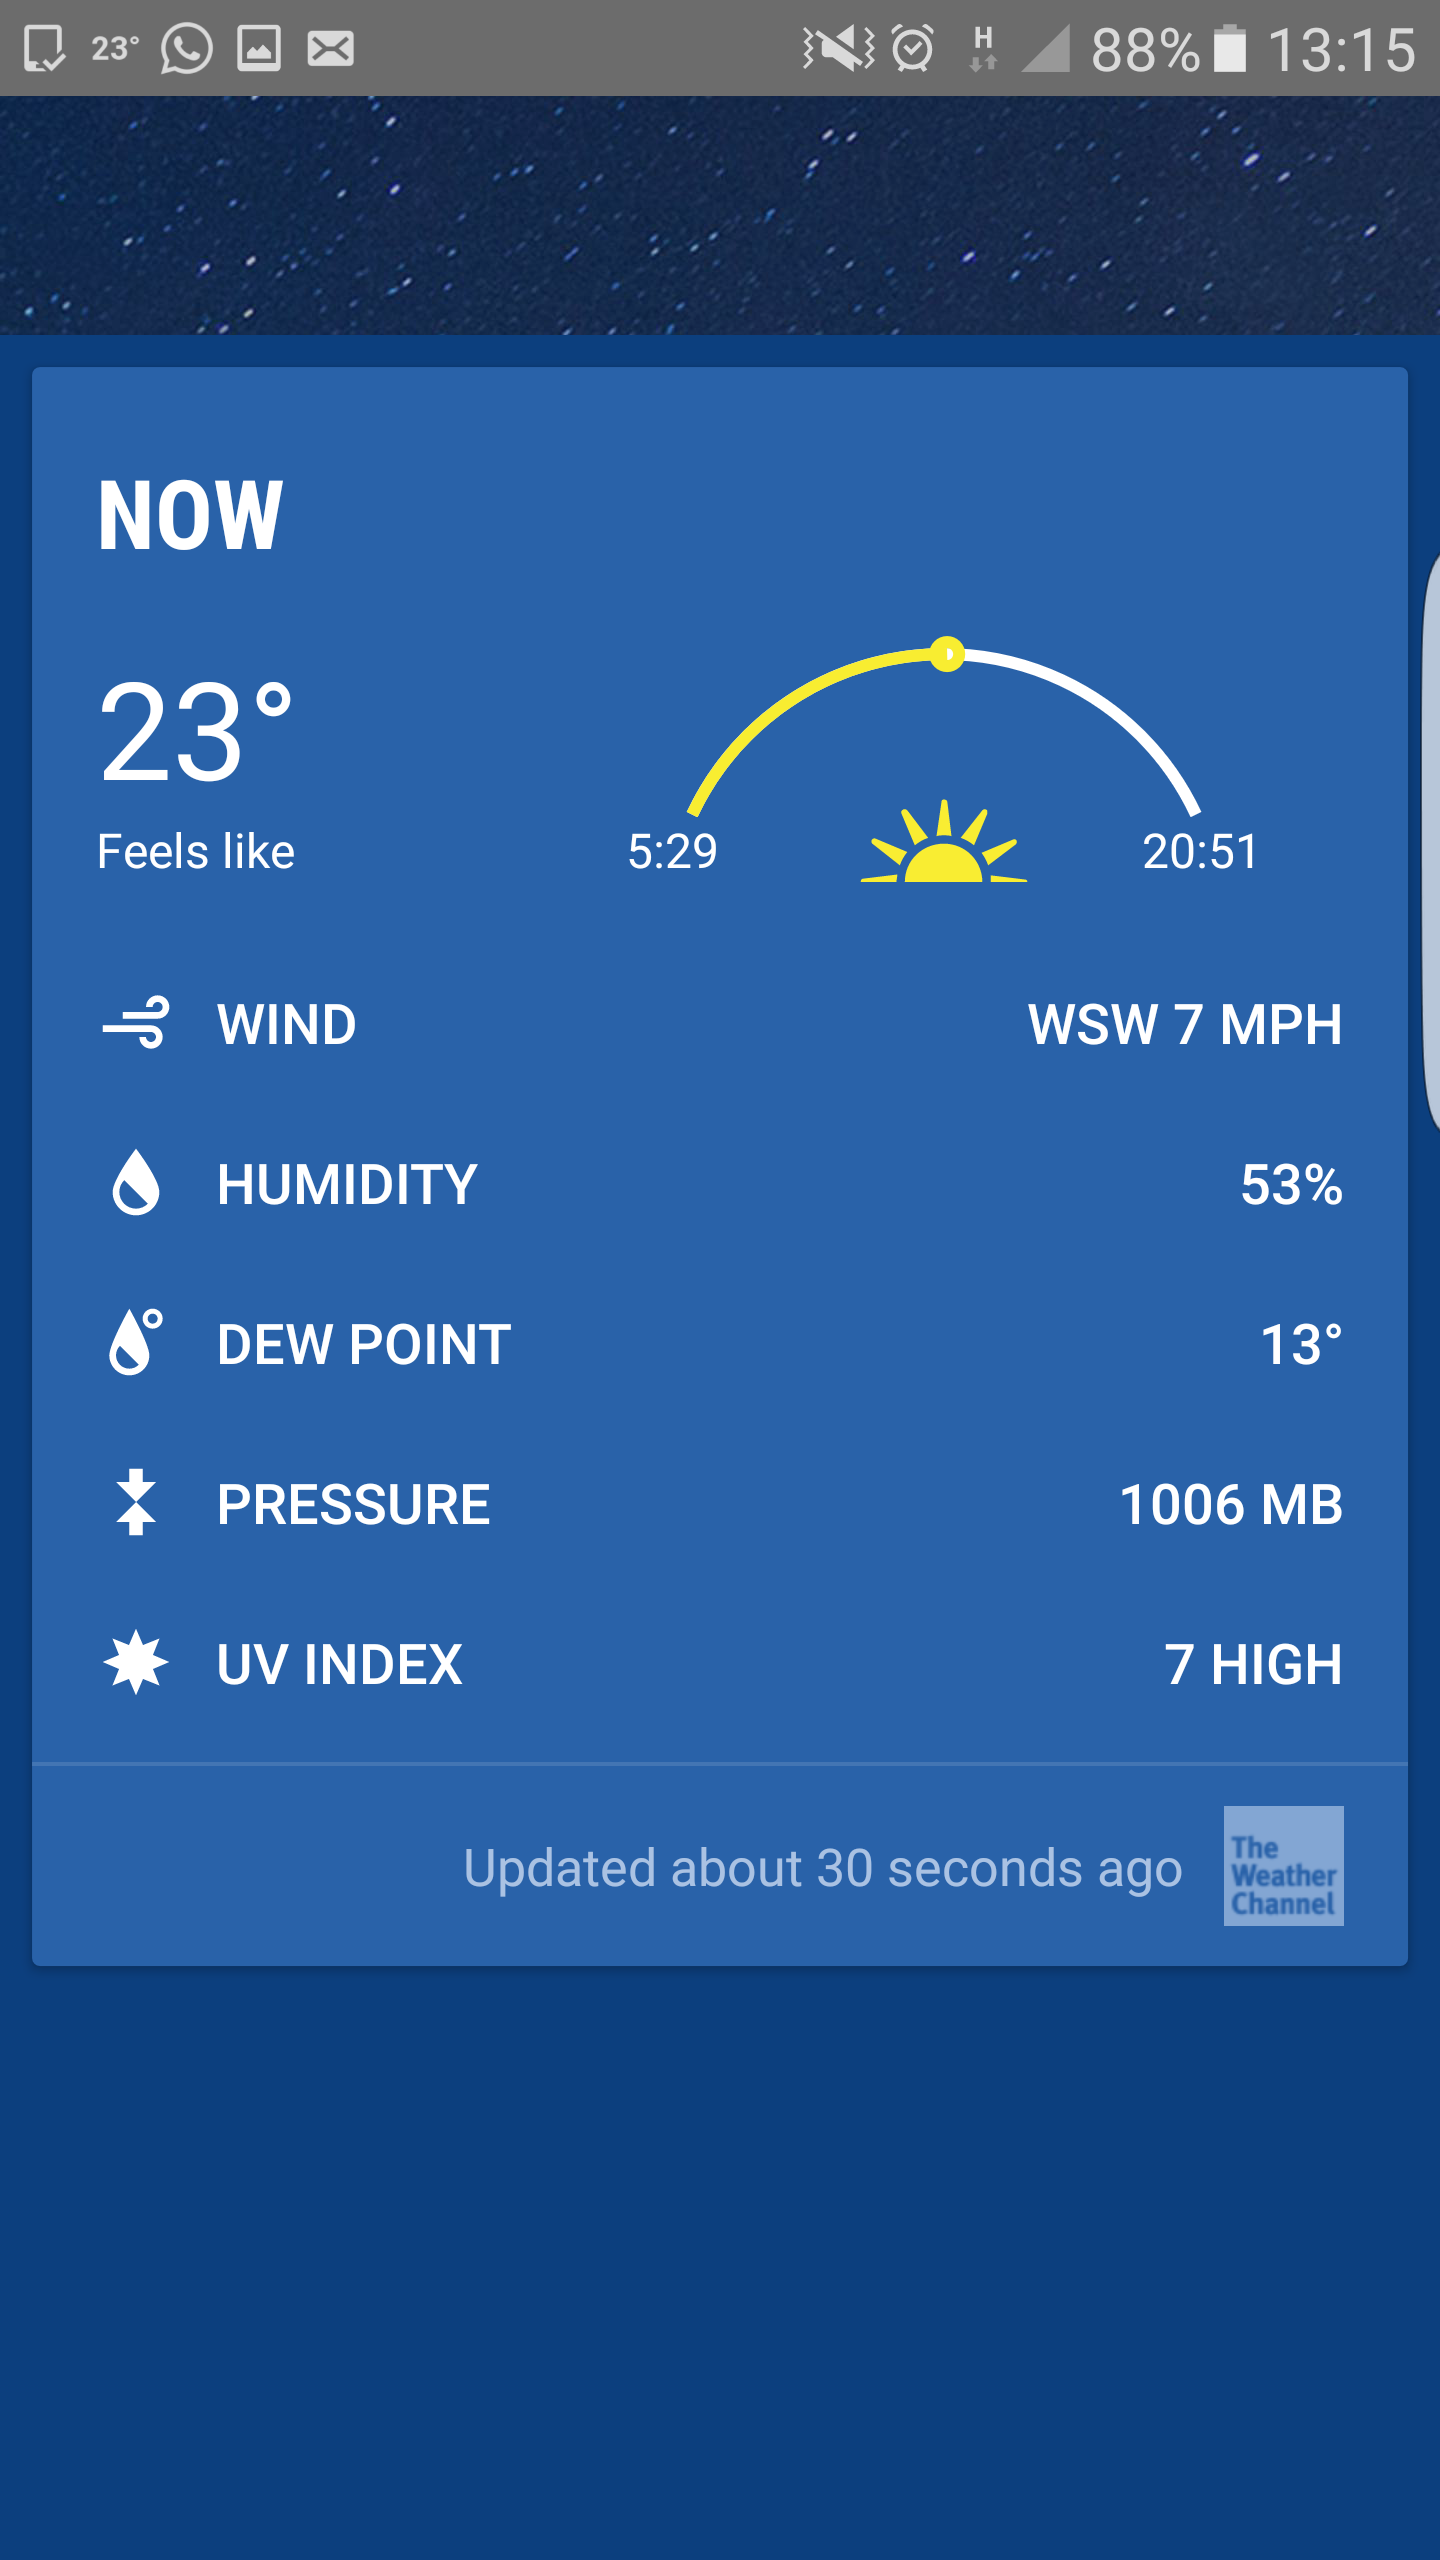 23° H 88% 13:15
NOW
23°
Feels like 5:29 20:51
WIND WSW 7 MPH
HUMIDITY 53%
DEW POINT 13°
PRESSURE 1006 MB
UV INDEX 7 HIGH
Updated about 30 seconds ago
The
Weather
Channel